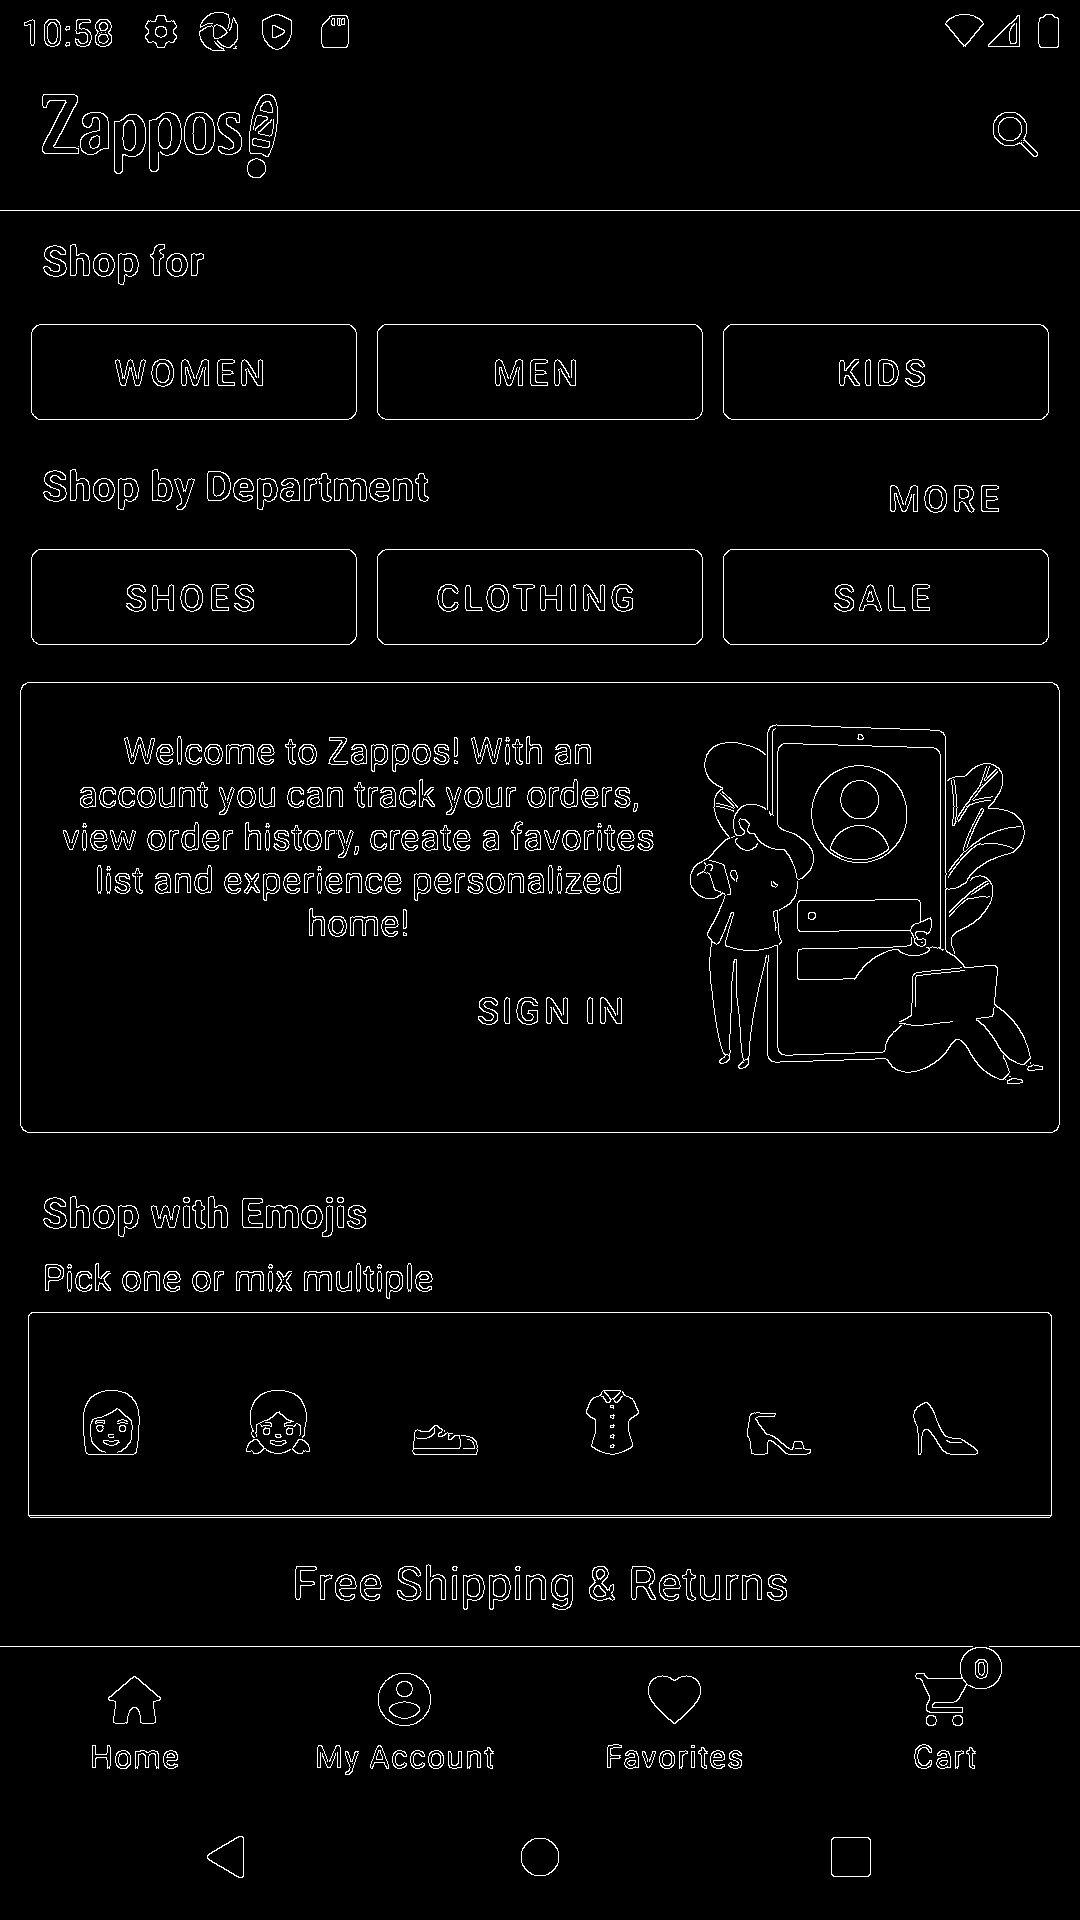 10:58
Zappos
Shop for
WOMEN MEN KIDS
Shop by Department
MORE
SHOES CLOTHING SALE
Welcome to Zappos! With an
account you can track your orders,
view order history, create a favorites
list and experience personalized
home!
SIGN IN
Shop with Emojis
Pick one or mix multiple
Free Shipping & Returns
0
Home My Account Favorites Cart